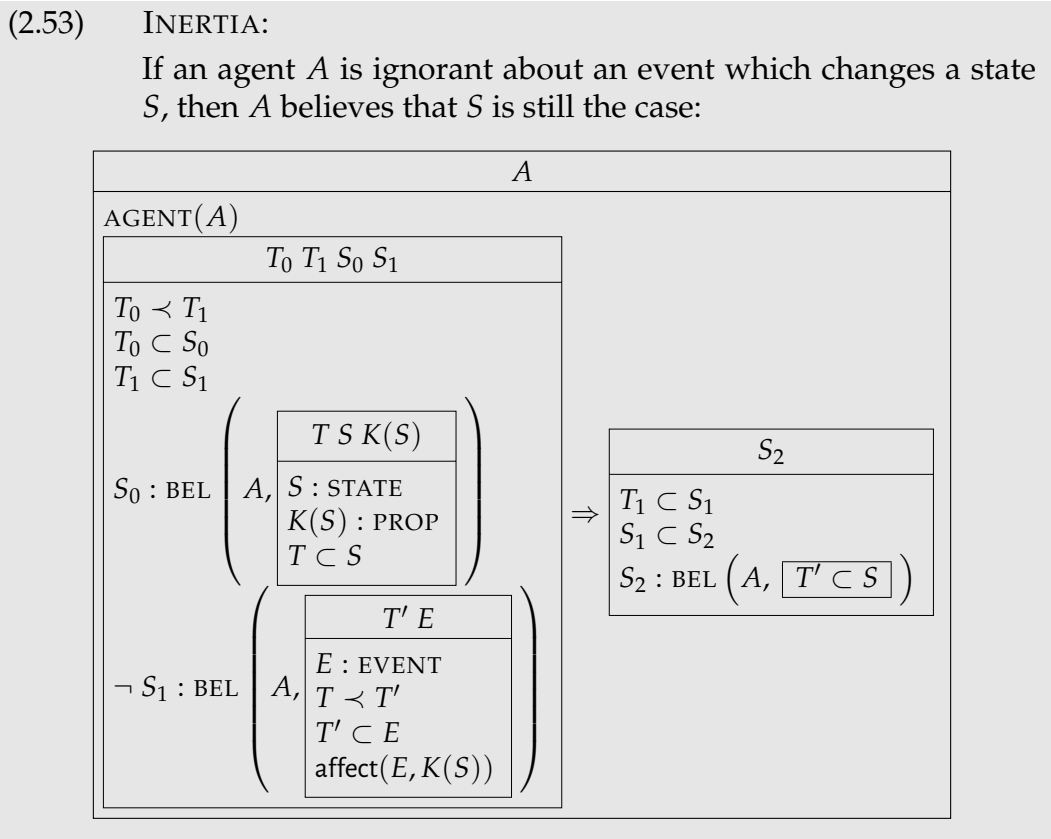 (2.53) INERTIA:
If an agent A is ignorant about an event which changes a state
S, then A believes that S is still the case:
A
AGENT(A)
T₀ T₁ S₀ S₁
T₀ ≺ T₁
T₀ ⊂ S₀
T₁ ⊂ S₁
S₀ : BEL ( A,
T S K(S)
S : STATE
K(S) : PROP
T ⊂ S
)
¬ S₁ : BEL ( A,
T′ E
E : EVENT
T ≺ T′
T′ ⊂ E
affect(E, K(S))
)
⇒
S₂
T₁ ⊂ S₁
S₁ ⊂ S₂
S₂ : BEL ( A, T′ ⊂ S )